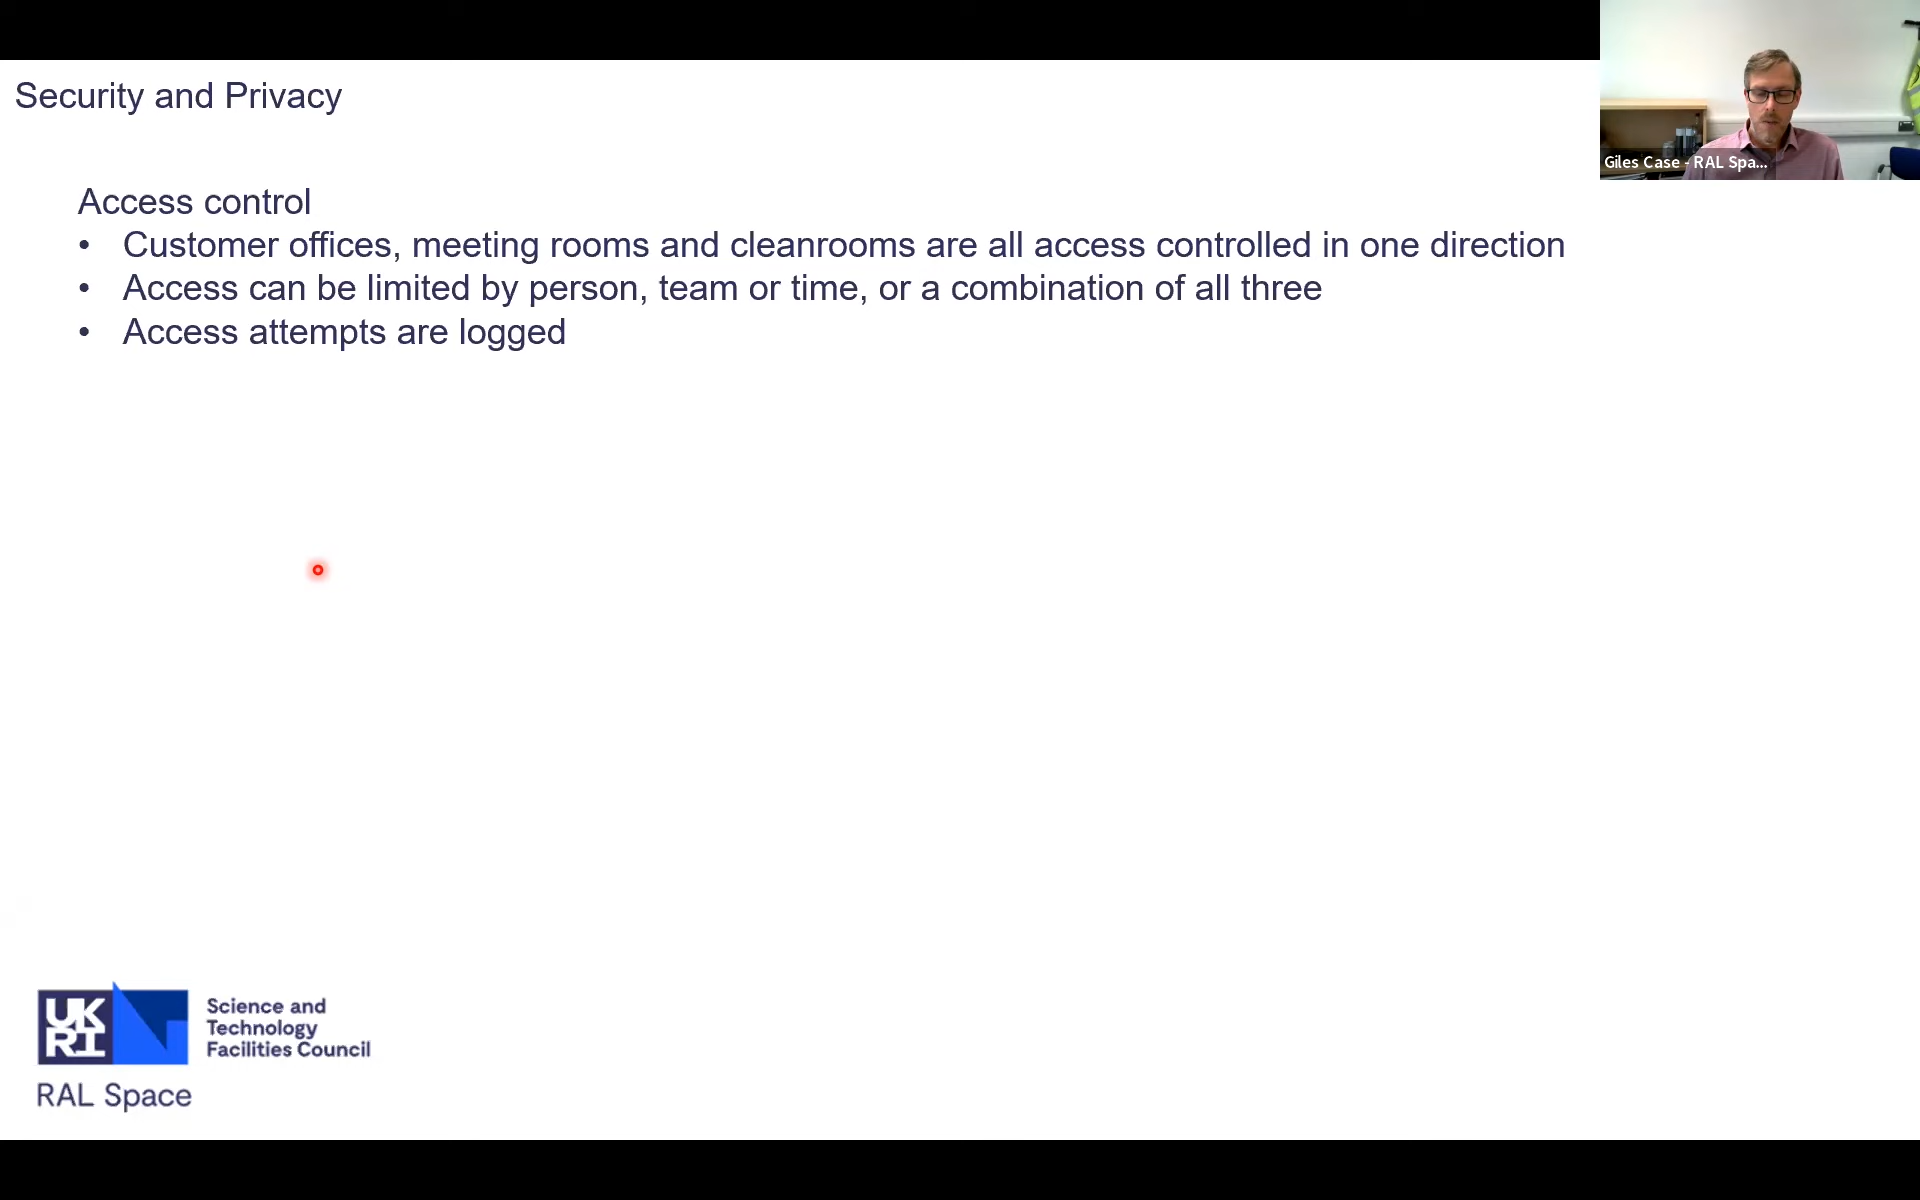 Security and Privacy
Giles Case - RAL Spa...
Access control
• Customer offices, meeting rooms and cleanrooms are all access controlled in one direction
• Access can be limited by person, team or time, or a combination of all three
• Access attempts are logged
UK
RI
Science and
Technology
Facilities Council
RAL Space